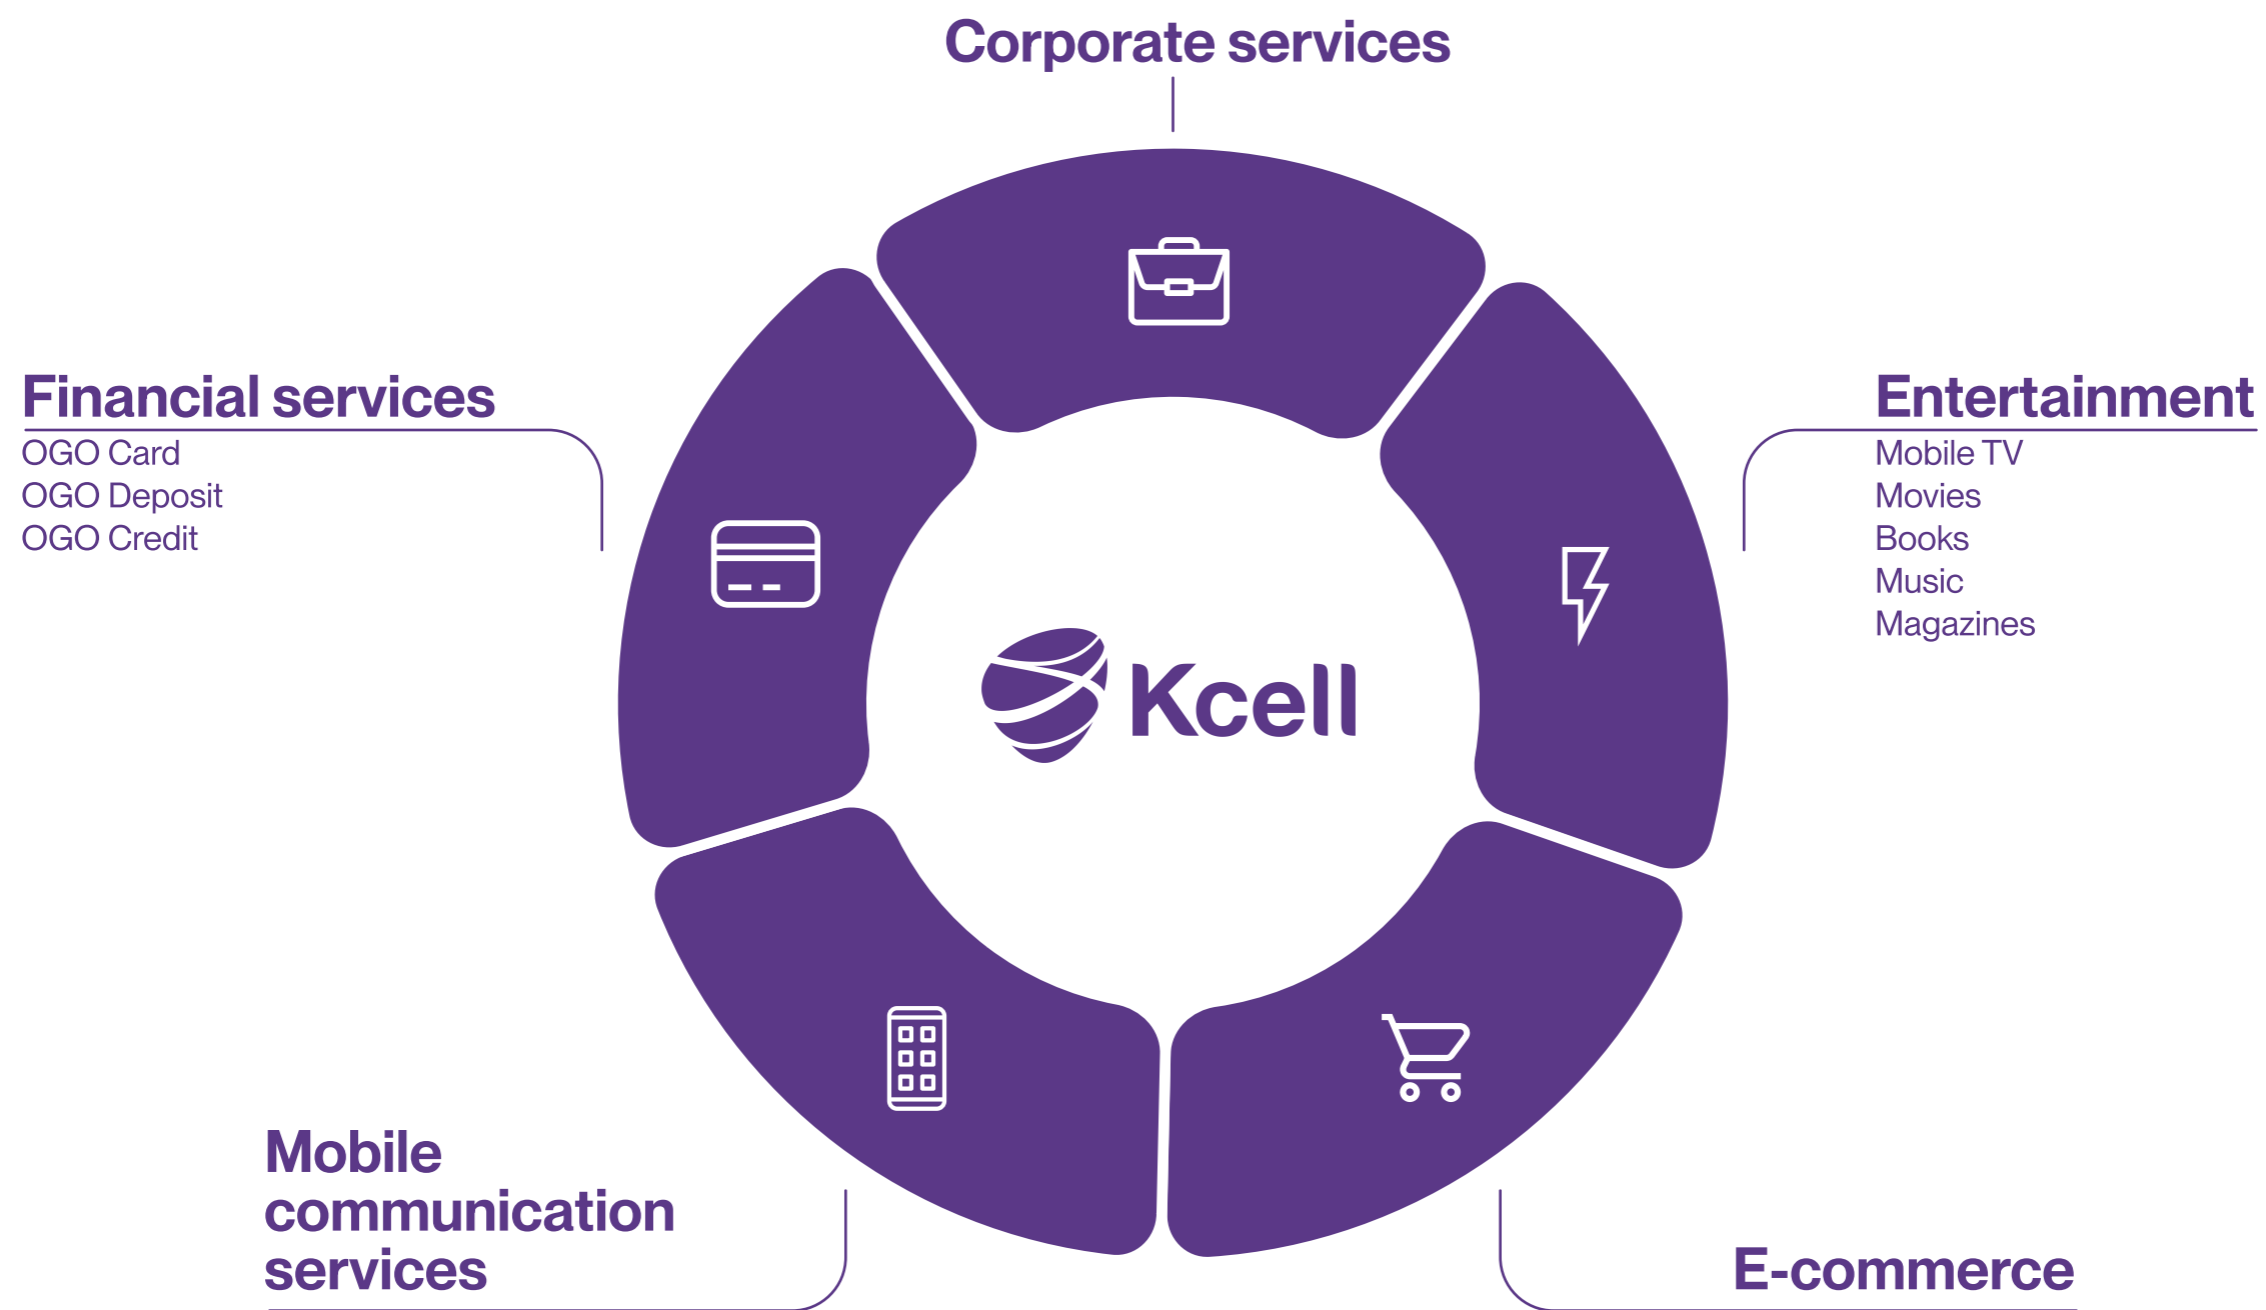 Corporate services
Financial services
OGO Card
OGO Deposit
OGO Credit
Entertainment
Mobile TV
Movies
Books
Music
Magazines
Kcell
Mobile
communication
services
E-commerce